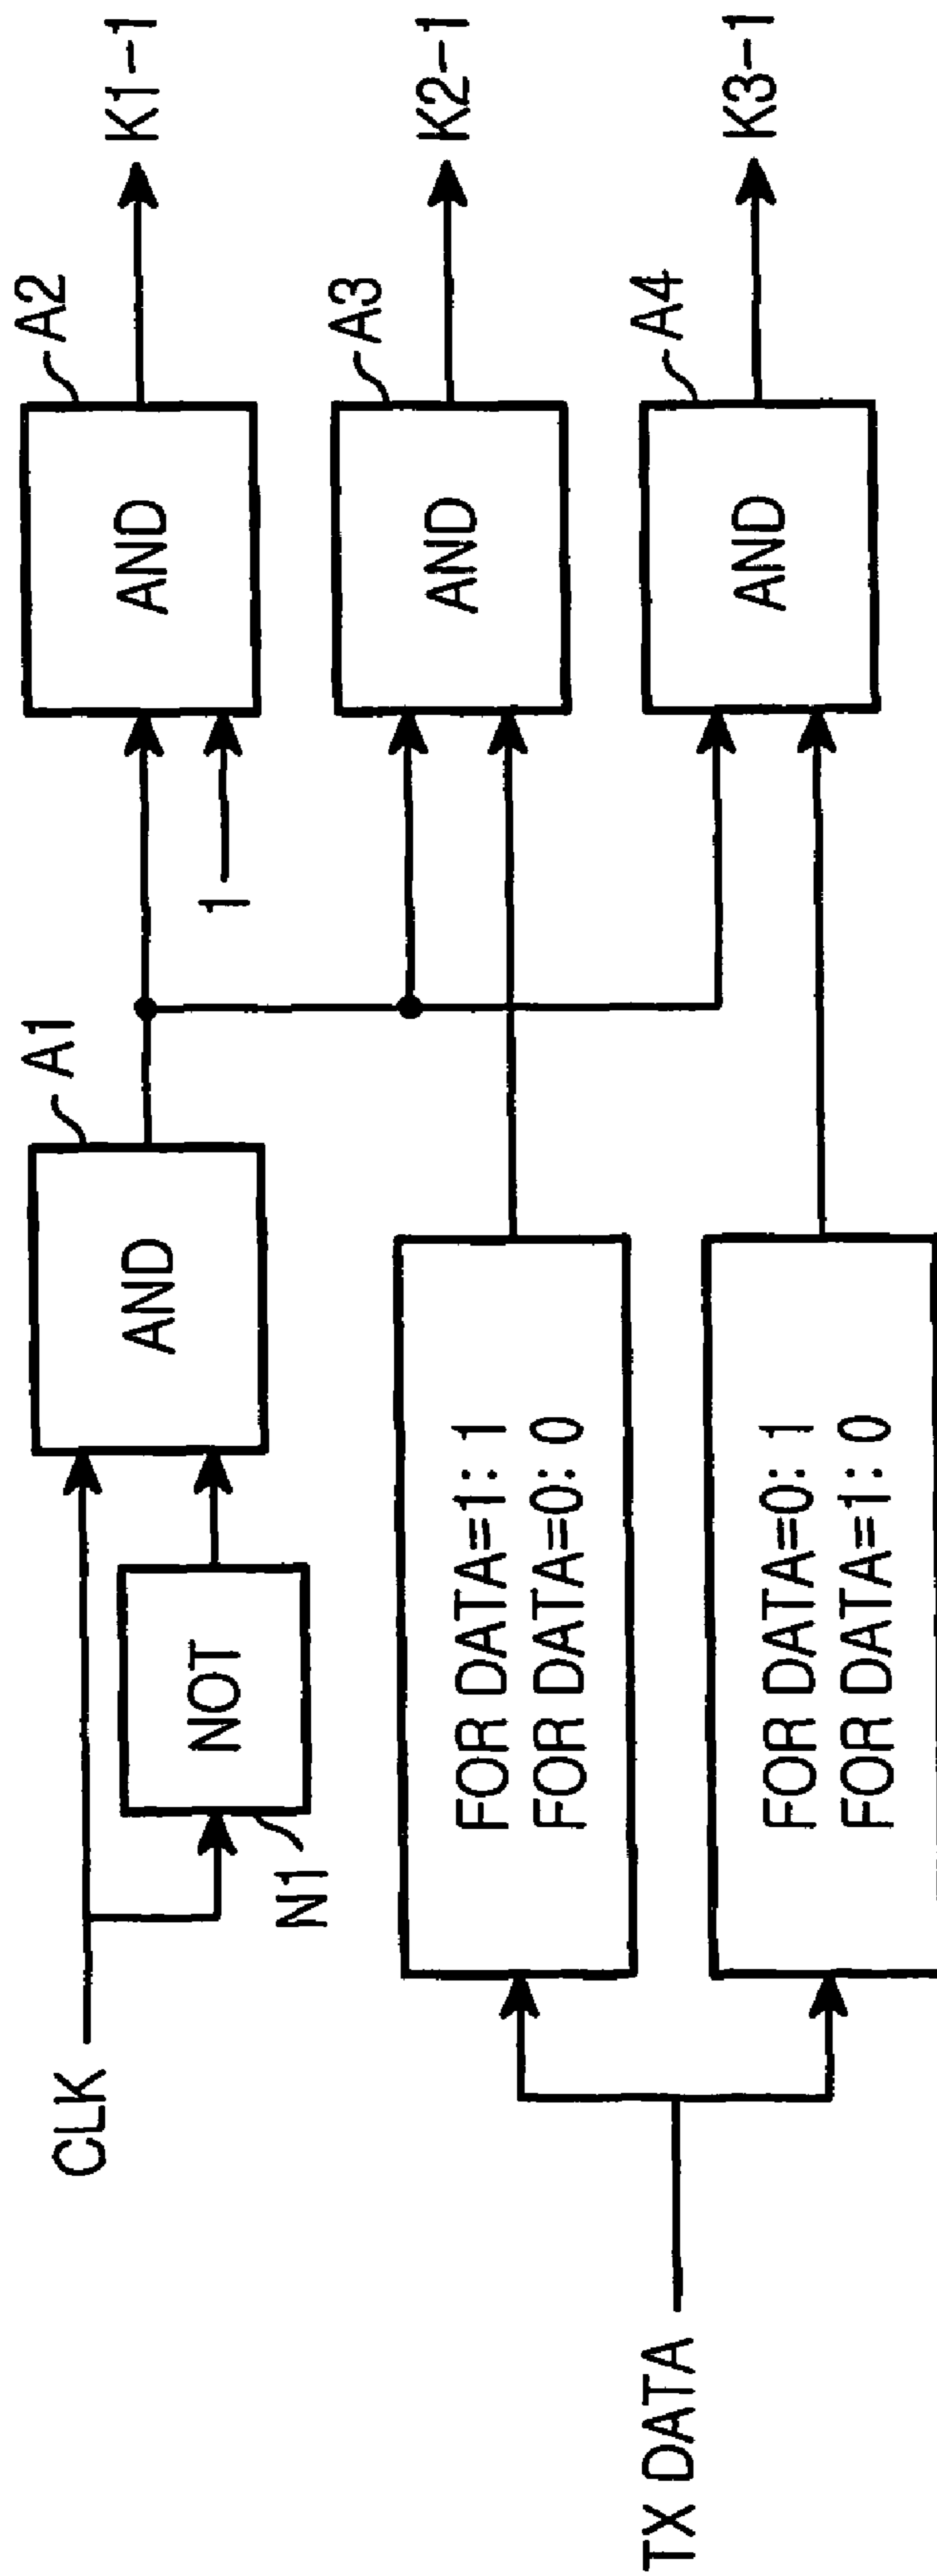 CLK
NOT
N1
AND
A1
1
AND
A2
K1-1
TX DATA
FOR DATA=1: 1
FOR DATA=0: 0
AND
A3
K2-1
FOR DATA=0: 1
FOR DATA=1: 0
AND
A4
K3-1